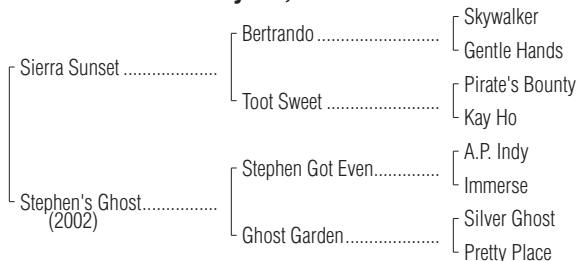 Skywalker
Bertrando
Gentle Hands
Sierra Sunset
Pirate's Bounty
Toot Sweet
Kay Ho
A.P. Indy
Stephen Got Even
Immerse
Stephen's Ghost
(2002)
Silver Ghost
Ghost Garden
Pretty Place